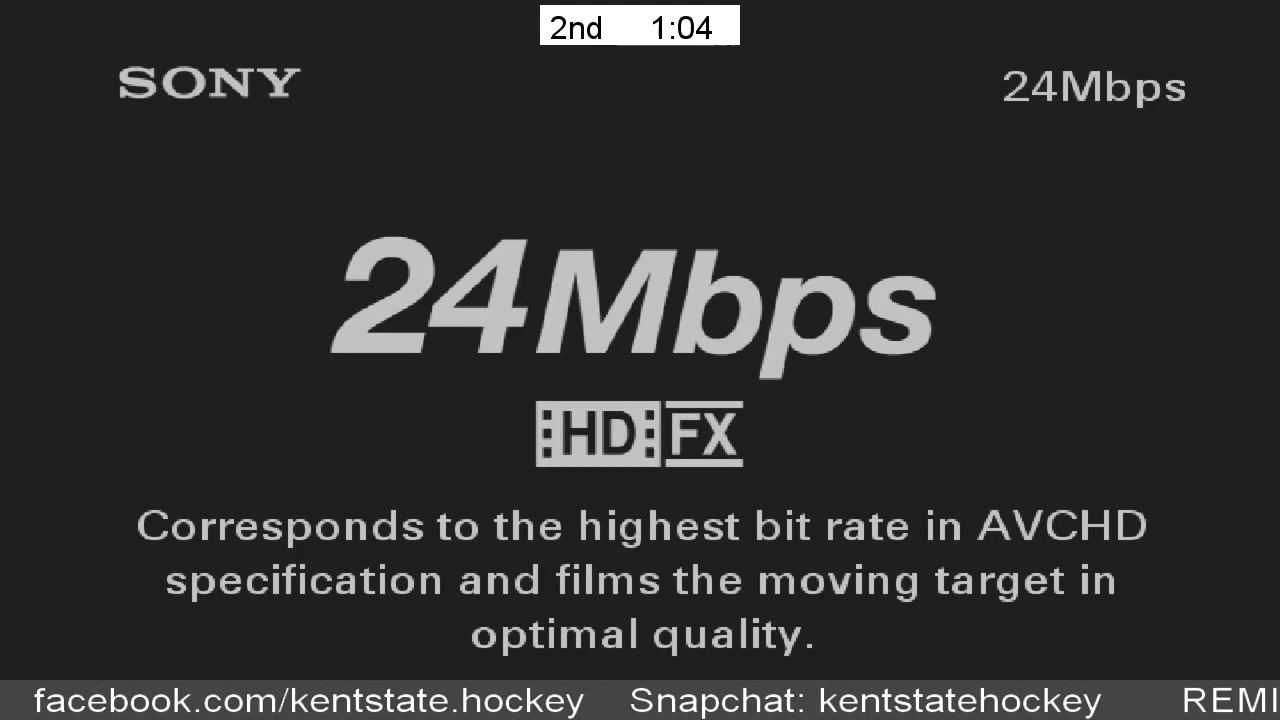 2nd 1:04
SONY 24Mbps
24Mbps
HD FX
Corresponds to the highest bit rate in AVCHD
specification and films the moving target in
optimal quality.
facebook.com/kentstate.hockey Snapchat: kentstatehockey REMI